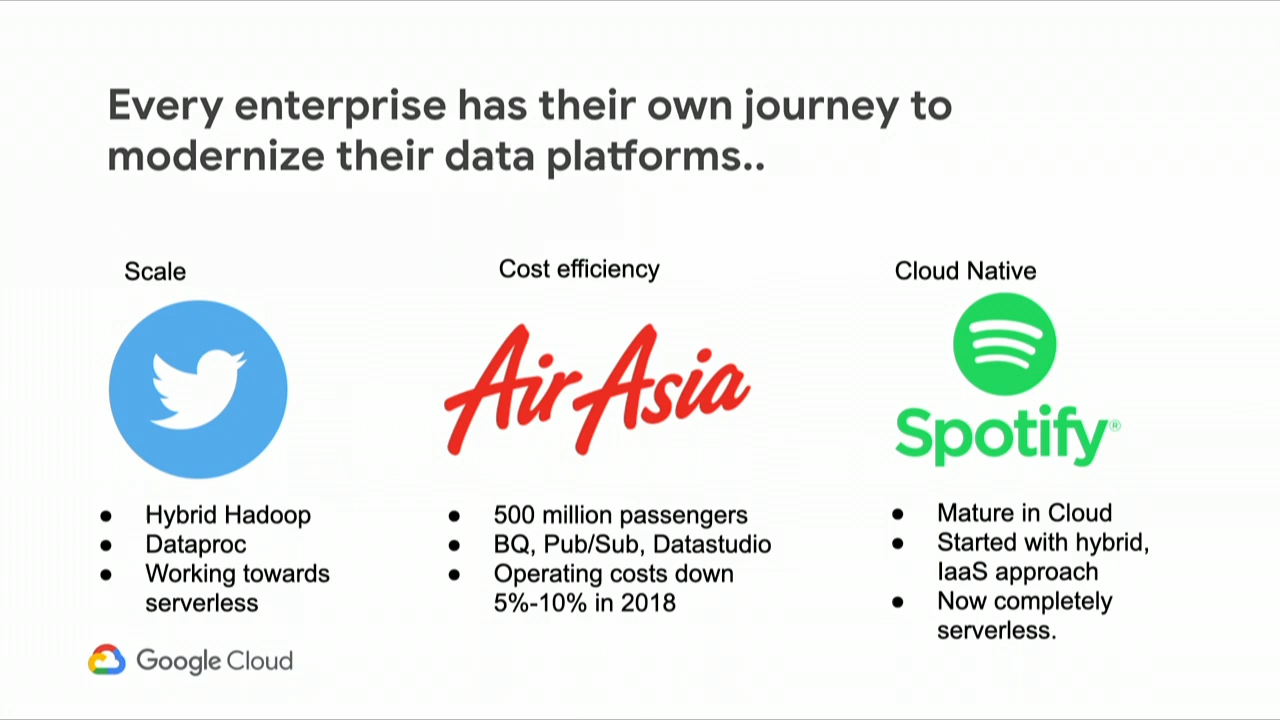 Every enterprise has their own journey to
modernize their data platforms..
Scale
Hybrid Hadoop
Dataproc
Working towards
serverless
Cost efficiency
AirAsia
500 million passengers
BQ, Pub/Sub, Datastudio
Operating costs down
5%-10% in 2018
Cloud Native
Spotify®
Mature in Cloud
Started with hybrid,
IaaS approach
Now completely
serverless.
Google Cloud